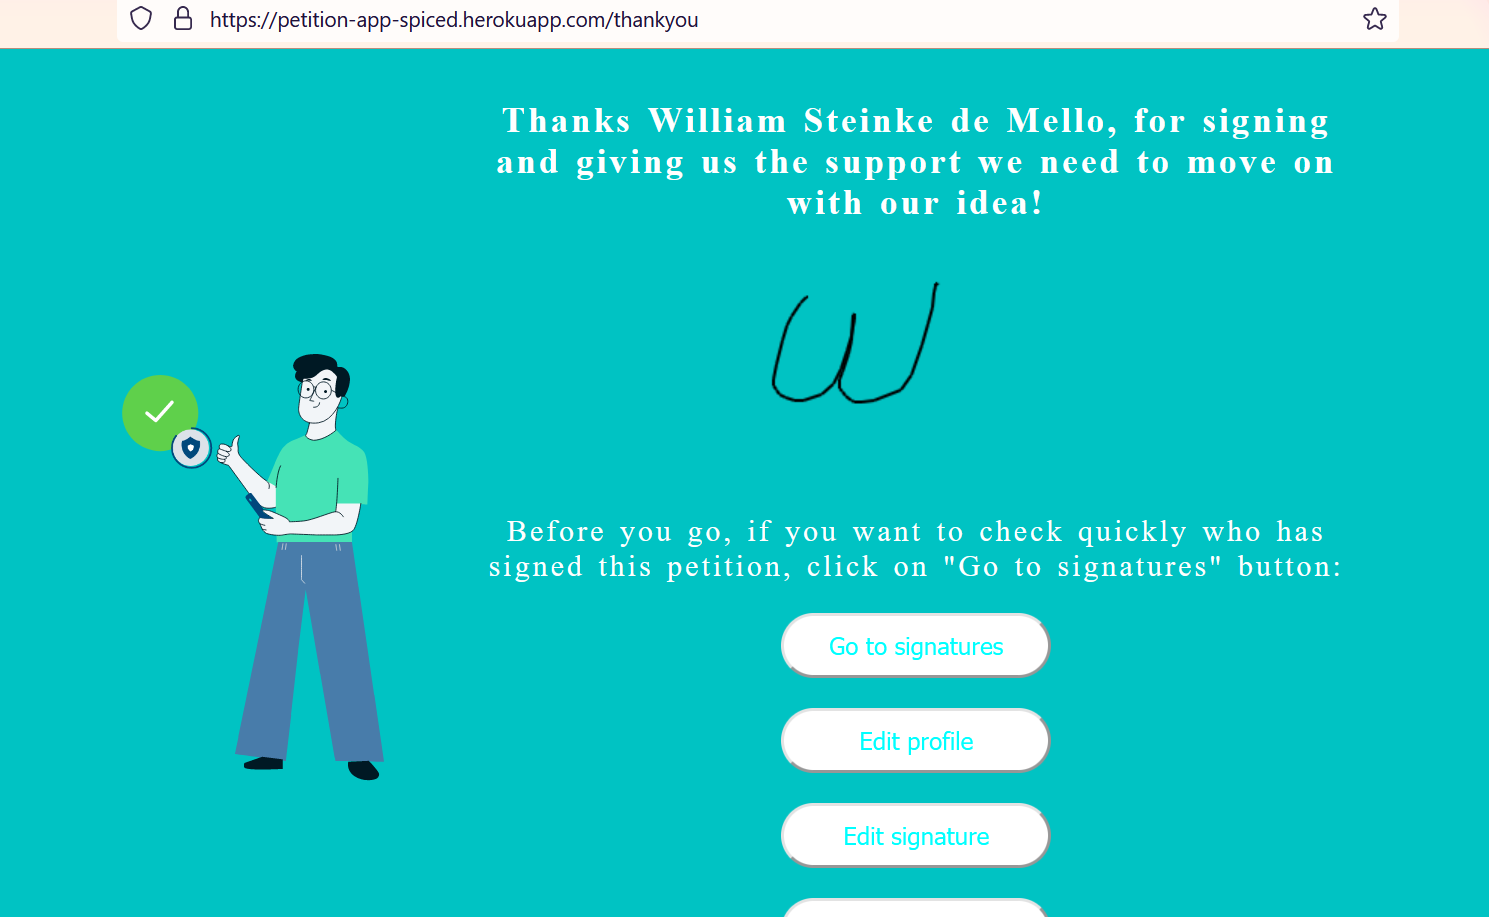 https://petition-app-spiced.herokuapp.com/thankyou
Thanks William Steinke de Mello, for signing
and giving us the support we need to move on
with our idea!
W
Before you go, if you want to check quickly who has
signed this petition, click on "Go to signatures" button:
Go to signatures
Edit profile
Edit signature